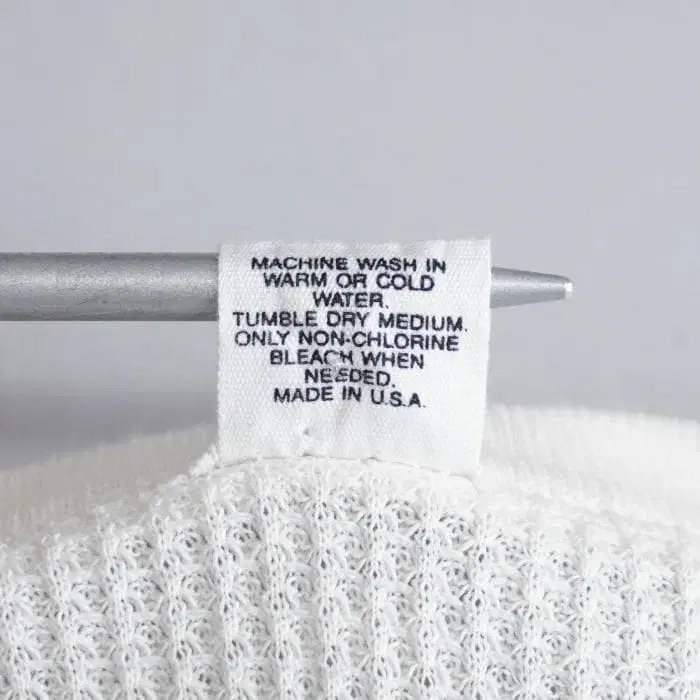 MACHINE WASH IN
WARM OR COLD
WATER.
TUMBLE DRY MEDIUM.
ONLY NON-CHLORINE
BLEACH WHEN
NEEDED.
MADE IN U.S.A.